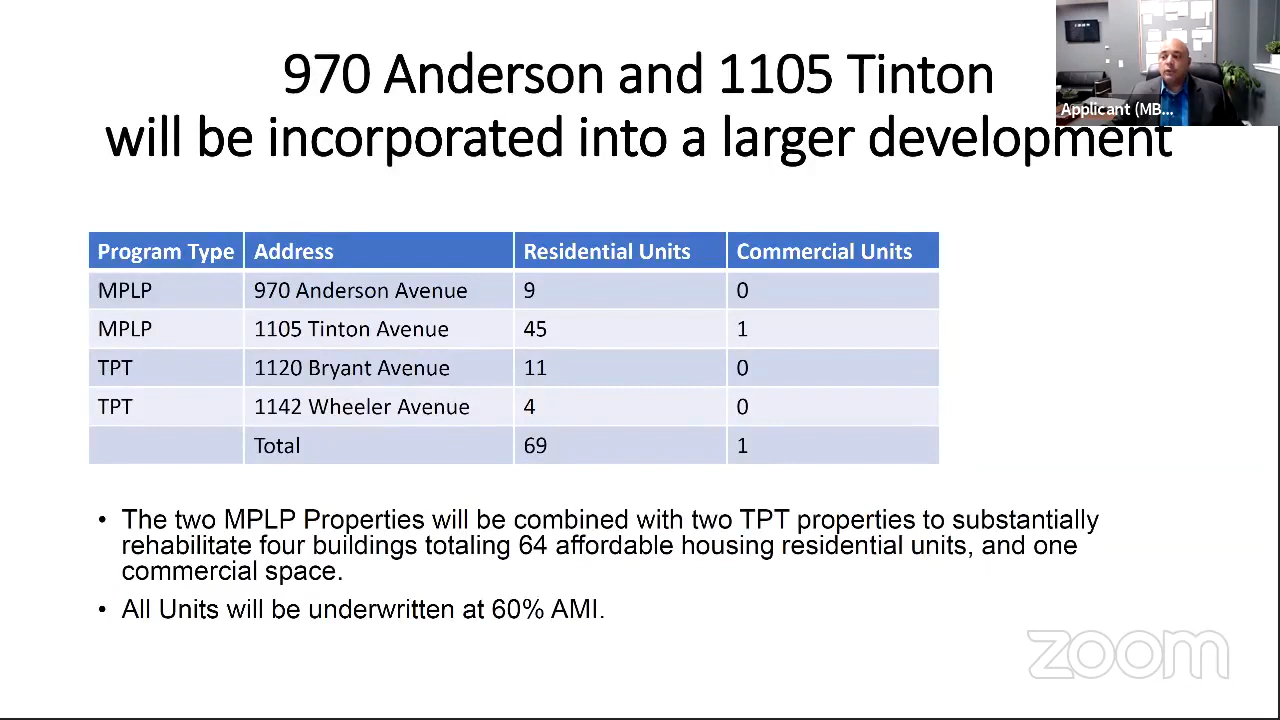 970 Anderson and 1105 Tinton
will be incorporated into a larger development
Applicant (MB...
Program Type Address Residential Units Commercial Units
MPLP 970 Anderson Avenue 9 0
MPLP 1105 Tinton Avenue 45 1
TPT 1120 Bryant Avenue 11 0
TPT 1142 Wheeler Avenue 4 0
Total 69 1
• The two MPLP Properties will be combined with two TPT properties to substantially
rehabilitate four buildings totaling 64 affordable housing residential units, and one
commercial space.
• All Units will be underwritten at 60% AMI.
zoom